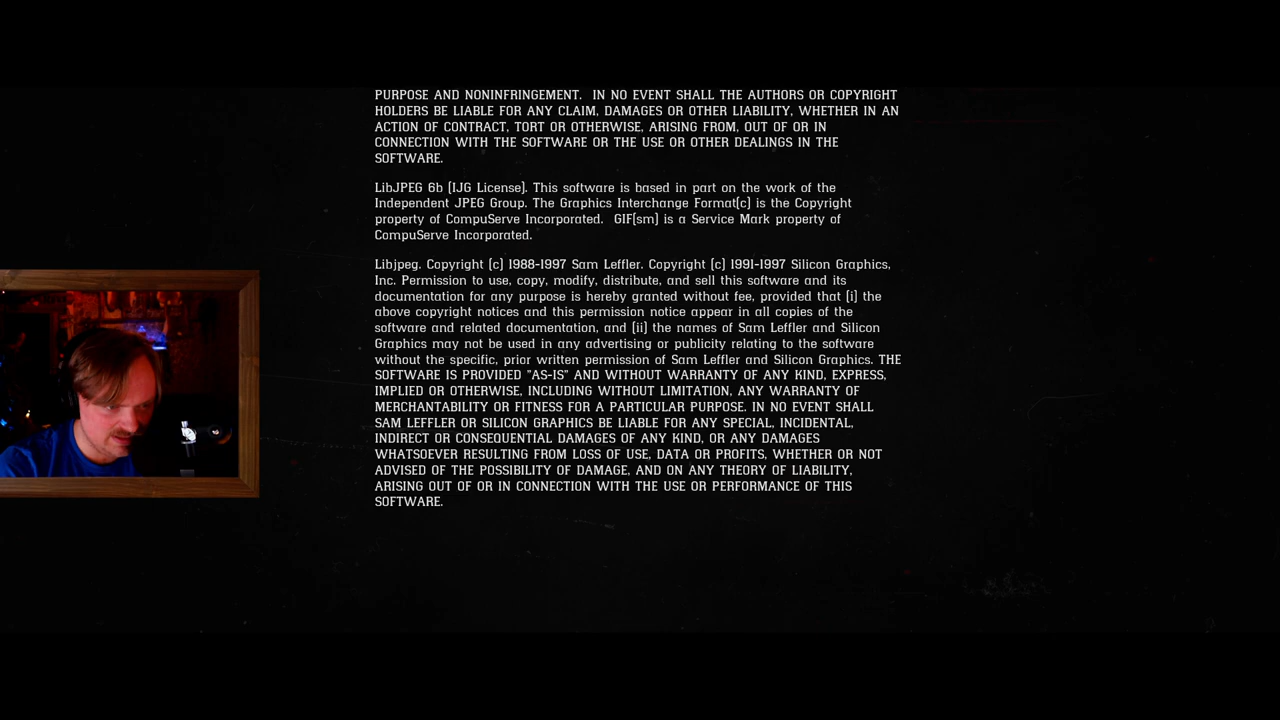 PURPOSE AND NONINFRINGEMENT.  IN NO EVENT SHALL THE AUTHORS OR COPYRIGHT
HOLDERS BE LIABLE FOR ANY CLAIM, DAMAGES OR OTHER LIABILITY, WHETHER IN AN
ACTION OF CONTRACT, TORT OR OTHERWISE, ARISING FROM, OUT OF OR IN
CONNECTION WITH THE SOFTWARE OR THE USE OR OTHER DEALINGS IN THE
SOFTWARE.
LibJPEG 6b (IJG License). This software is based in part on the work of the
Independent JPEG Group. The Graphics Interchange Format(c) is the Copyright
property of CompuServe Incorporated.  GIF(sm) is a Service Mark property of
CompuServe Incorporated.
Libjpeg. Copyright (c) 1988-1997 Sam Leffler. Copyright (c) 1991-1997 Silicon Graphics,
Inc. Permission to use, copy, modify, distribute, and sell this software and its
documentation for any purpose is hereby granted without fee, provided that (i) the
above copyright notices and this permission notice appear in all copies of the
software and related documentation, and (ii) the names of Sam Leffler and Silicon
Graphics may not be used in any advertising or publicity relating to the software
without the specific, prior written permission of Sam Leffler and Silicon Graphics. THE
SOFTWARE IS PROVIDED "AS-IS" AND WITHOUT WARRANTY OF ANY KIND, EXPRESS,
IMPLIED OR OTHERWISE, INCLUDING WITHOUT LIMITATION, ANY WARRANTY OF
MERCHANTABILITY OR FITNESS FOR A PARTICULAR PURPOSE. IN NO EVENT SHALL
SAM LEFFLER OR SILICON GRAPHICS BE LIABLE FOR ANY SPECIAL, INCIDENTAL,
INDIRECT OR CONSEQUENTIAL DAMAGES OF ANY KIND, OR ANY DAMAGES
WHATSOEVER RESULTING FROM LOSS OF USE, DATA OR PROFITS, WHETHER OR NOT
ADVISED OF THE POSSIBILITY OF DAMAGE, AND ON ANY THEORY OF LIABILITY,
ARISING OUT OF OR IN CONNECTION WITH THE USE OR PERFORMANCE OF THIS
SOFTWARE.